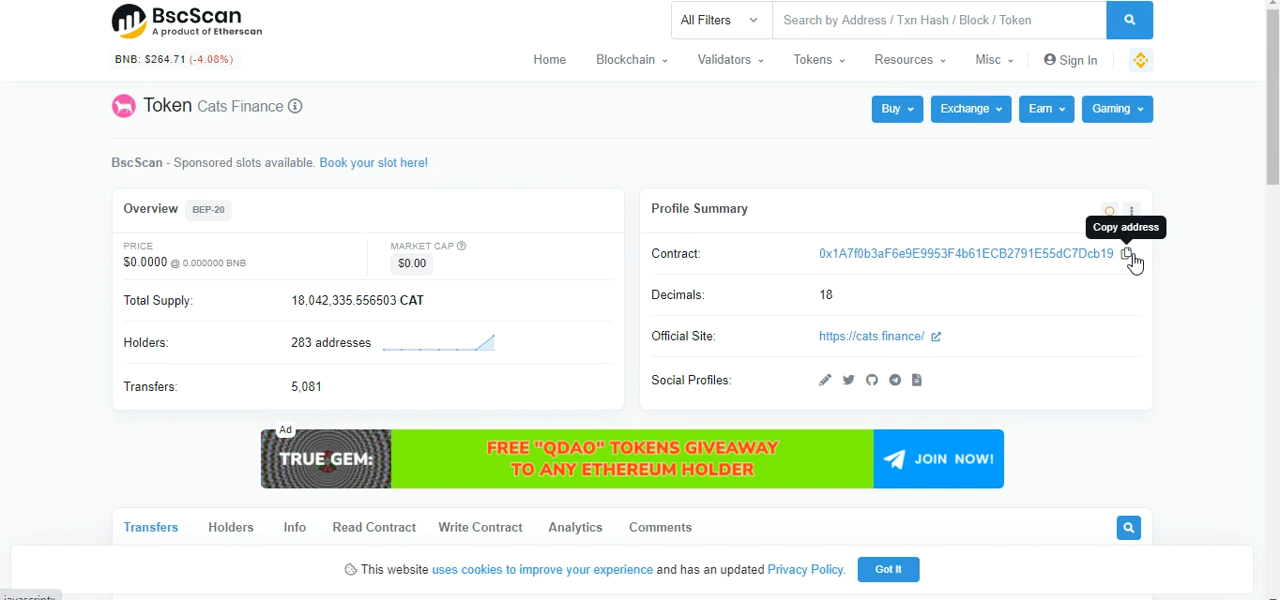 BscScan
A product of Etherscan
All Filters
Search by Address / Txn Hash / Block / Token
BNB: $264.71 (-4.08%)
Home Blockchain Validators Tokens Resources Misc Sign In
Token Cats Finance
Buy Exchange Earn Gaming
BscScan - Sponsored slots available. Book your slot here!
Overview BEP-20
PRICE
$0.0000 @ 0.000000 BNB
MARKET CAP
$0.00
Total Supply: 18,042,335.556503 CAT
Holders: 283 addresses
Transfers: 5,081
Profile Summary
Copy address
Contract: 0x1A7f0b3aF6e9E9953F4b61ECB2791E55dC7Dcb19
Decimals: 18
Official Site: https://cats.finance/
Social Profiles:
Ad
TRUE GEM:
FREE "QDAO" TOKENS GIVEAWAY
TO ANY ETHEREUM HOLDER
JOIN NOW!
Transfers Holders Info Read Contract Write Contract Analytics Comments
This website uses cookies to improve your experience and has an updated Privacy Policy. Got It